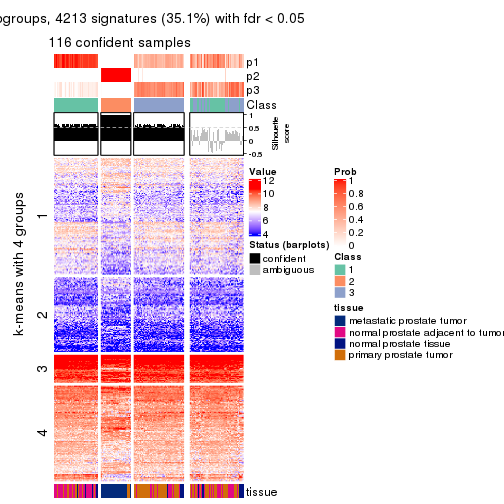 ogroups, 4213 signatures (35.1%) with fdr < 0.05
116 confident samples
p1
p2
p3
Class
1
0.5
0
-0.5
Silhouette
score
k-means with 4 groups
1
2
3
4
tissue
Value
12
10
8
6
4
Status (barplots)
confident
ambiguous
Prob
1
0.8
0.6
0.4
0.2
0
Class
1
2
3
tissue
metastatic prostate tumor
normal prostate adjacent to tumor
normal prostate tissue
primary prostate tumor